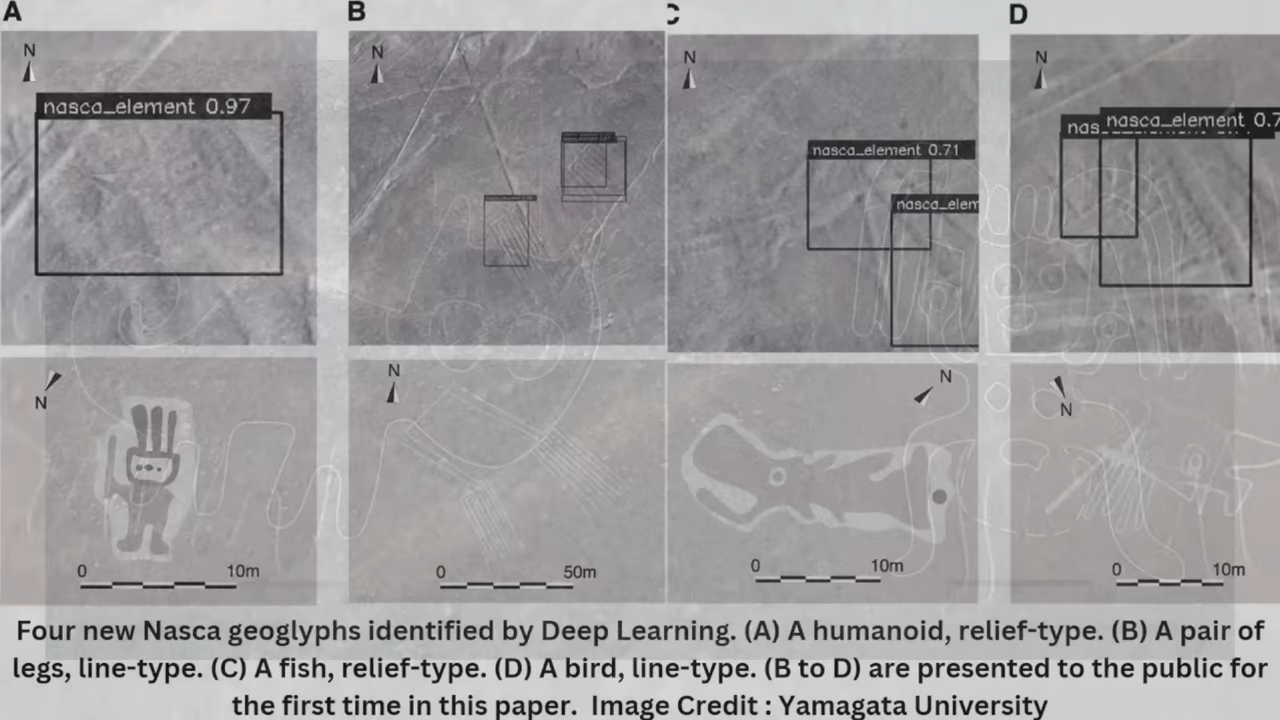 A
B
C
D
N
N
N
N
nasca_element 0.97
nasca_element 0.71
nasca_elem
nas
nasca_element 0.7
N
N
N
N
0 10m
0 50m
0 10m
0 10m
Four new Nasca geoglyphs identified by Deep Learning. (A) A humanoid, relief-type. (B) A pair of
legs, line-type. (C) A fish, relief-type. (D) A bird, line-type. (B to D) are presented to the public for
the first time in this paper. Image Credit : Yamagata University